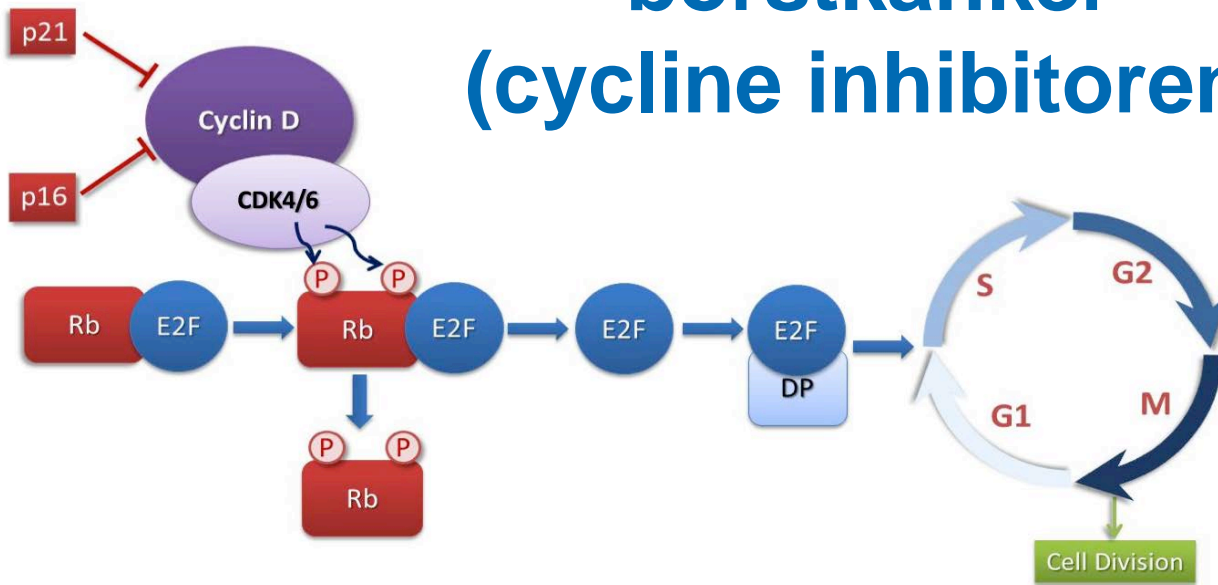 (cycline inhibitoren
p21
Cyclin D
p16
CDK4/6
P P
Rb E2F
Rb E2F
E2F
E2F
DP
P P
Rb
S
G2
G1
M
Cell Division